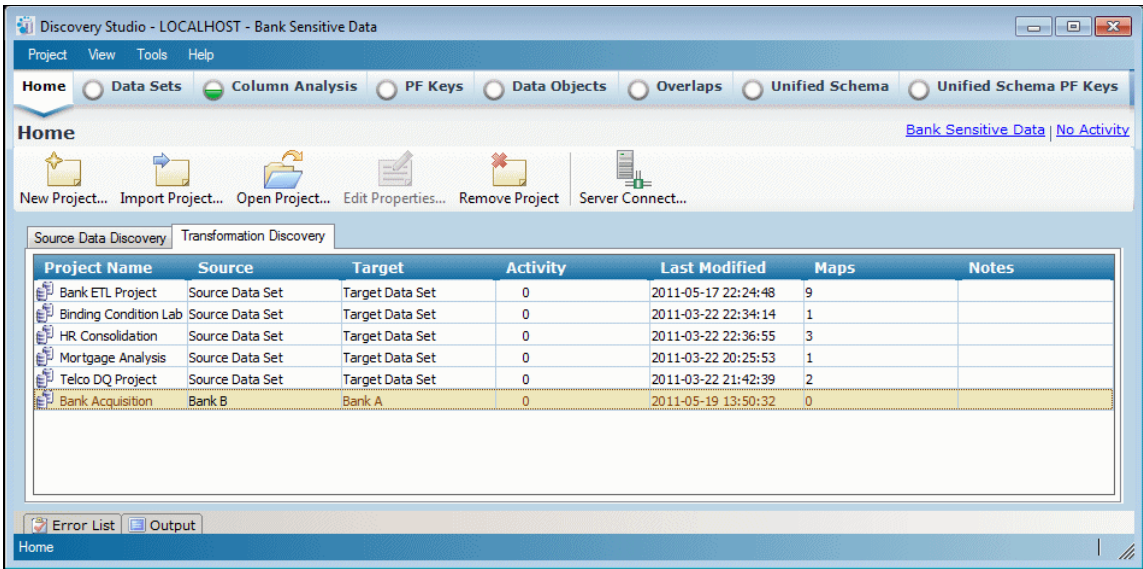 Discovery Studio - LOCALHOST - Bank Sensitive Data
Project View Tools Help
Home Data Sets Column Analysis PF Keys Data Objects Overlaps Unified Schema Unified Schema PF Keys
Home Bank Sensitive Data | No Activity
New Project... Import Project... Open Project... Edit Properties... Remove Project Server Connect...
Source Data Discovery Transformation Discovery
Project Name Source Target Activity Last Modified Maps Notes
Bank ETL Project Source Data Set Target Data Set 0 2011-05-17 22:24:48 9
Binding Condition Lab Source Data Set Target Data Set 0 2011-03-22 22:34:14 1
HR Consolidation Source Data Set Target Data Set 0 2011-03-22 22:36:55 3
Mortgage Analysis Source Data Set Target Data Set 0 2011-03-22 20:25:53 1
Telco DQ Project Source Data Set Target Data Set 0 2011-03-22 21:42:39 2
Bank Acquisition Bank B Bank A 0 2011-05-19 13:50:32 0
Error List Output
Home